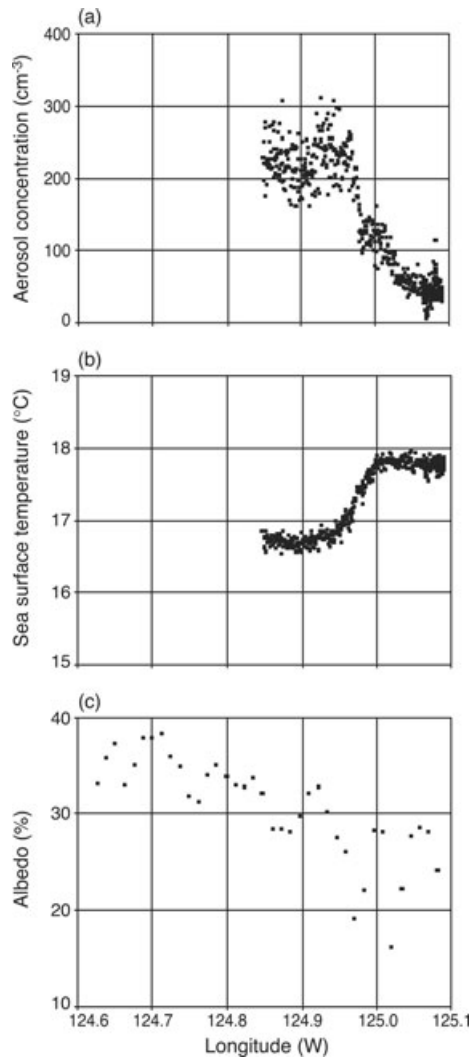 (a)
Aerosol concentration (cm-3)
400
300
200
100
0
(b)
Sea surface temperature (°C)
19
18
17
16
15
(c)
Albedo (%)
40
30
20
10
124.6 124.7 124.8 124.9 125.0 125.1
Longitude (W)